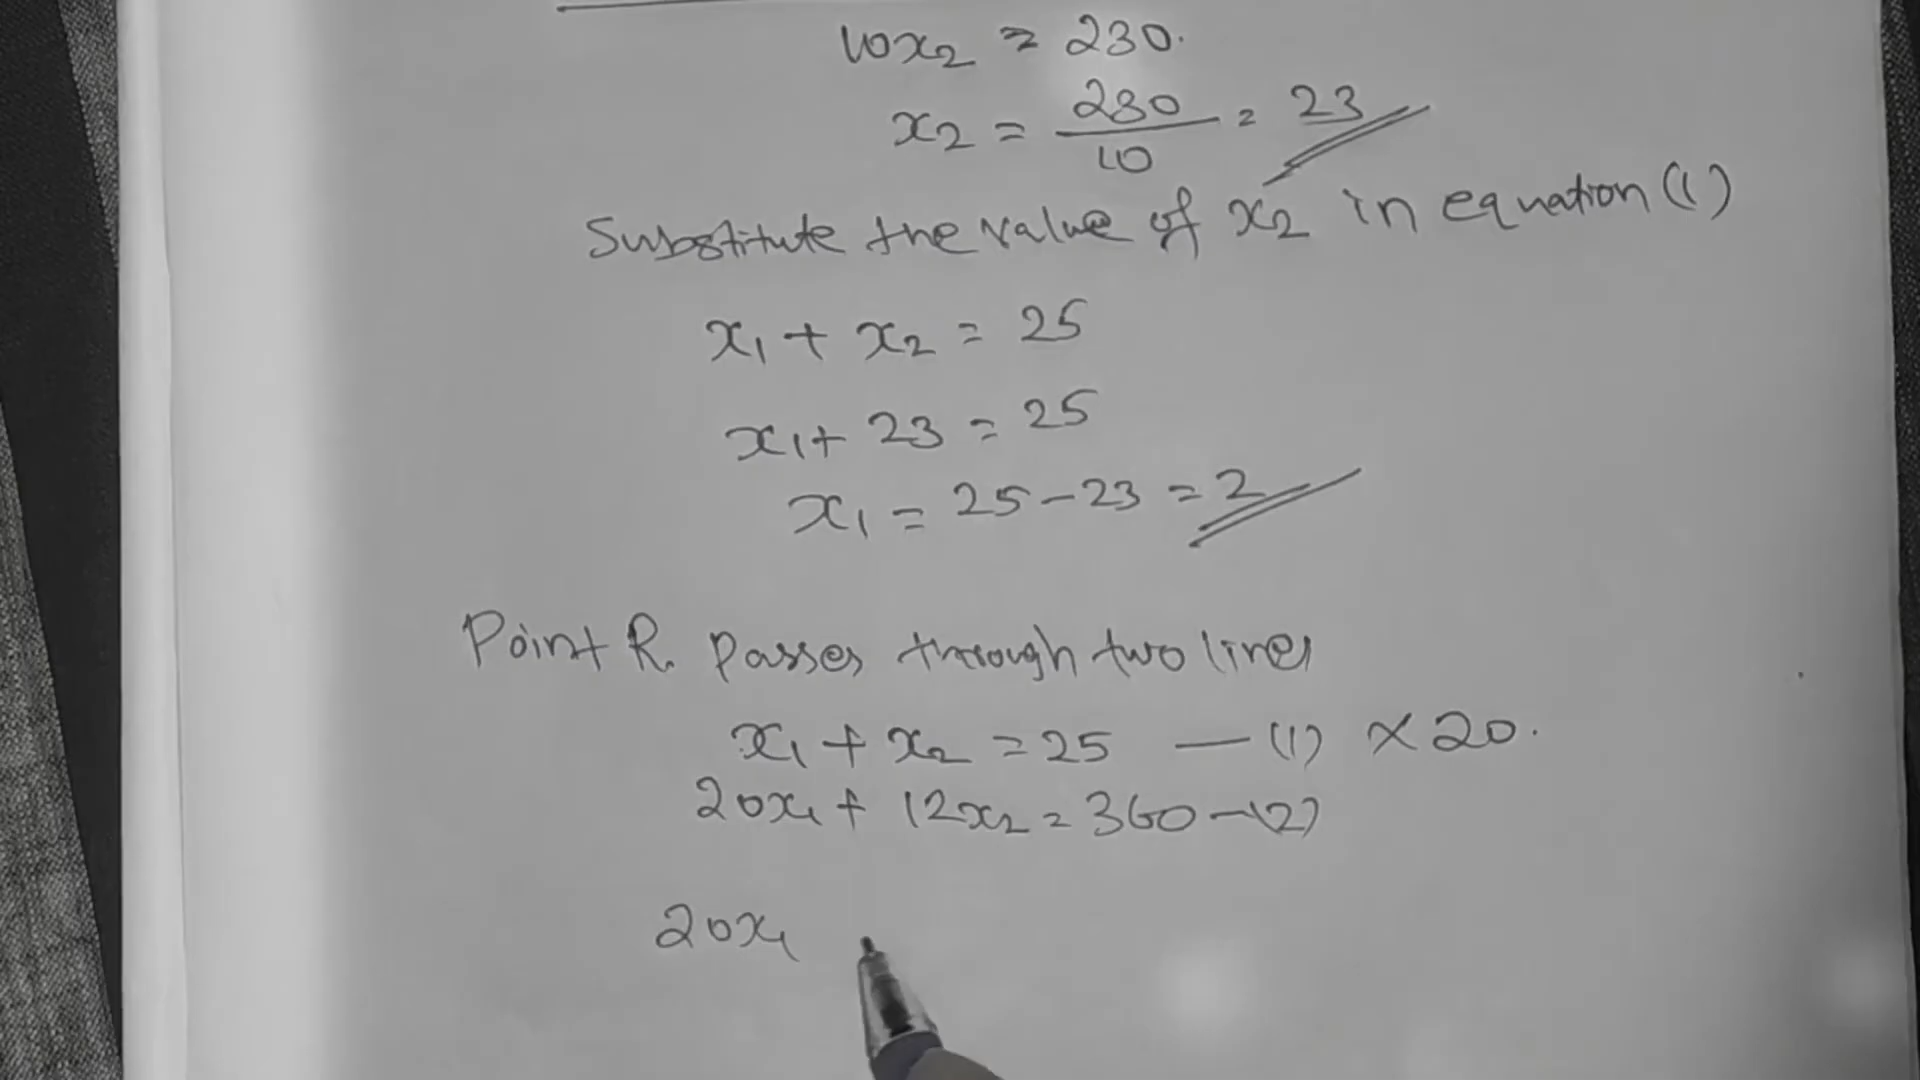 10x2 = 230.
x2 = 230/10 = 23
Substitute the value of x2 in equation (1)
x1 + x2 = 25
x1 + 23 = 25
x1 = 25 - 23 = 2
Point R. Passes through two lines
x1 + x2 = 25 — (1) × 20.
20x1 + 12x2 = 360 — (2)
20x1